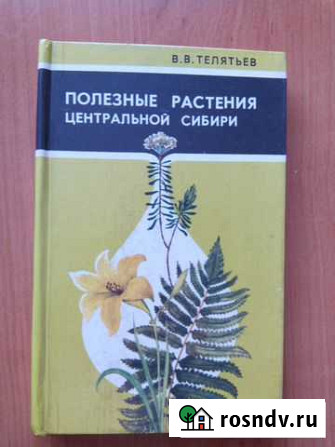 В.В.ТЕЛЯТЬЕВ
ПОЛЕЗНЫЕ РАСТЕНИЯ
ЦЕНТРАЛЬНОЙ СИБИРИ
rosndv.ru